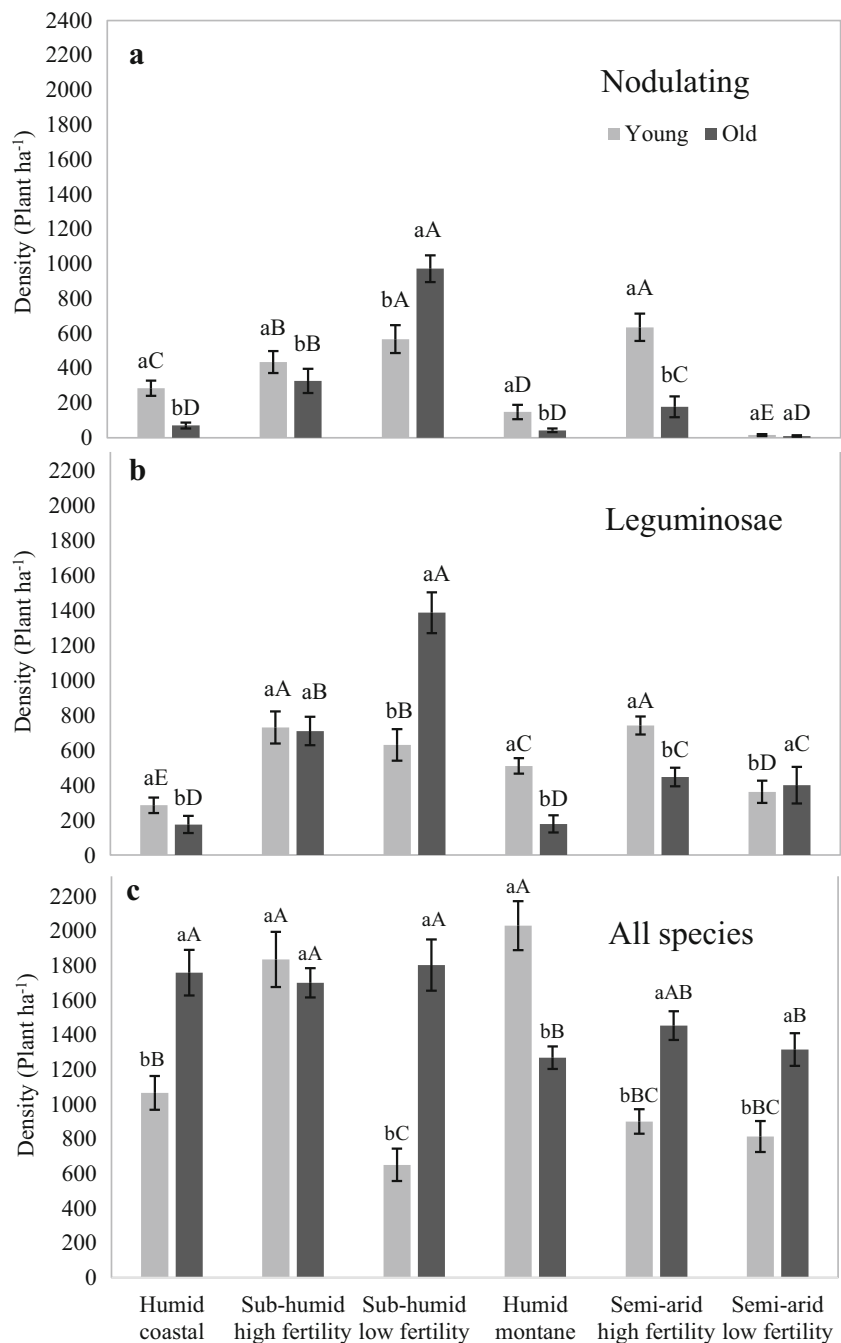 a
Nodulating
Young Old
Density (Plant ha-1)
2400
2200
2000
1800
1600
1400
1200
1000
800
600
400
200
0
aC bD aB bB bA aA aD bD aA bC aE aD
b
Leguminosae
Density (Plant ha-1)
2200
2000
1800
1600
1400
1200
1000
800
600
400
200
0
aE bD aA aB bB aA aC bD aA bC bD aC
c
All species
Density (Plant ha-1)
2200
2000
1800
1600
1400
1200
1000
800
600
400
200
0
bB aA aA aA bC aA aA bB bBC aAB bBC aB
Humid Sub-humid Sub-humid Humid Semi-arid Semi-arid
coastal high fertility low fertility montane high fertility low fertility